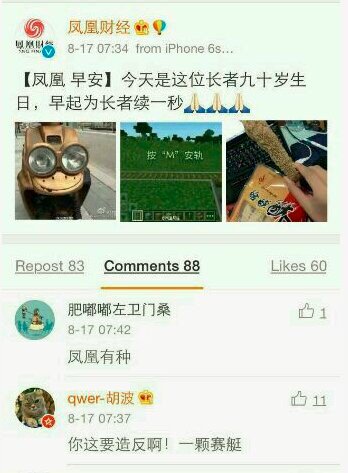 凤凰财经
8-17 07:34 from iPhone 6s...
【凤凰 早安】今天是这位长者九十岁生
日，早起为长者续一秒🙏🏻🙏🏻🙏🏻🙏🏻
按 "M" 安轨
Repost 83 Comments 88 Likes 60
肥嘟嘟左卫门桑
1
8-17 07:42
凤凰有种
qwer-胡波
11
8-17 07:37
你这要造反啊！一颗赛艇